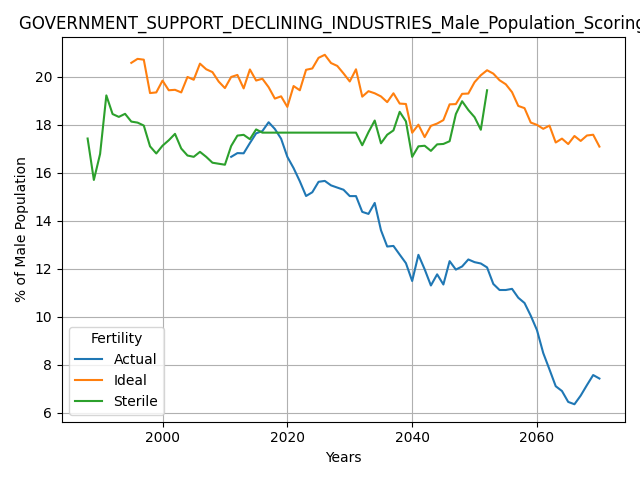 GOVERNMENT_SUPPORT_DECLINING_INDUSTRIES_Male_Population_Scoring
% of Male Population
20
18
16
14
12
10
8
6
Fertility
Actual
Ideal
Sterile
2000
2020
2040
2060
Years